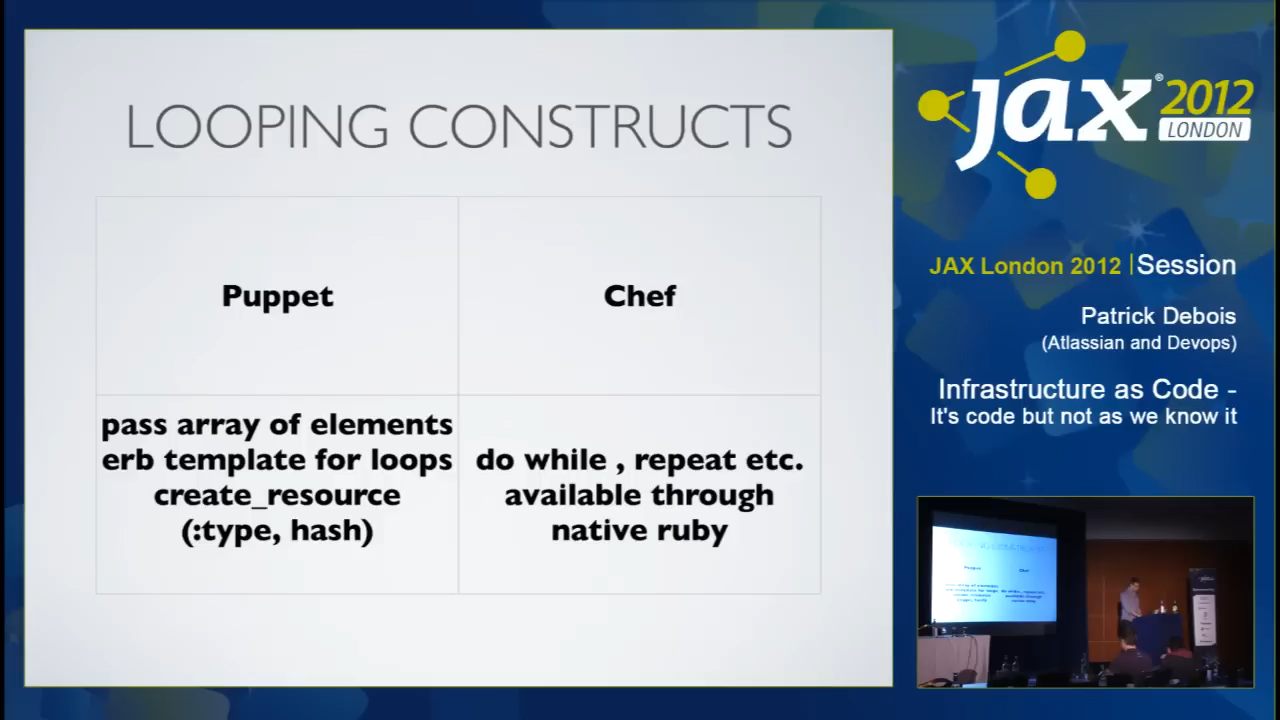 LOOPING CONSTRUCTS
Puppet
Chef
pass array of elements
erb template for loops
create_resource
(:type, hash)
do while , repeat etc.
available through
native ruby
jax® 2012
LONDON
JAX London 2012 | Session
Patrick Debois
(Atlassian and Devops)
Infrastructure as Code -
It's code but not as we know it